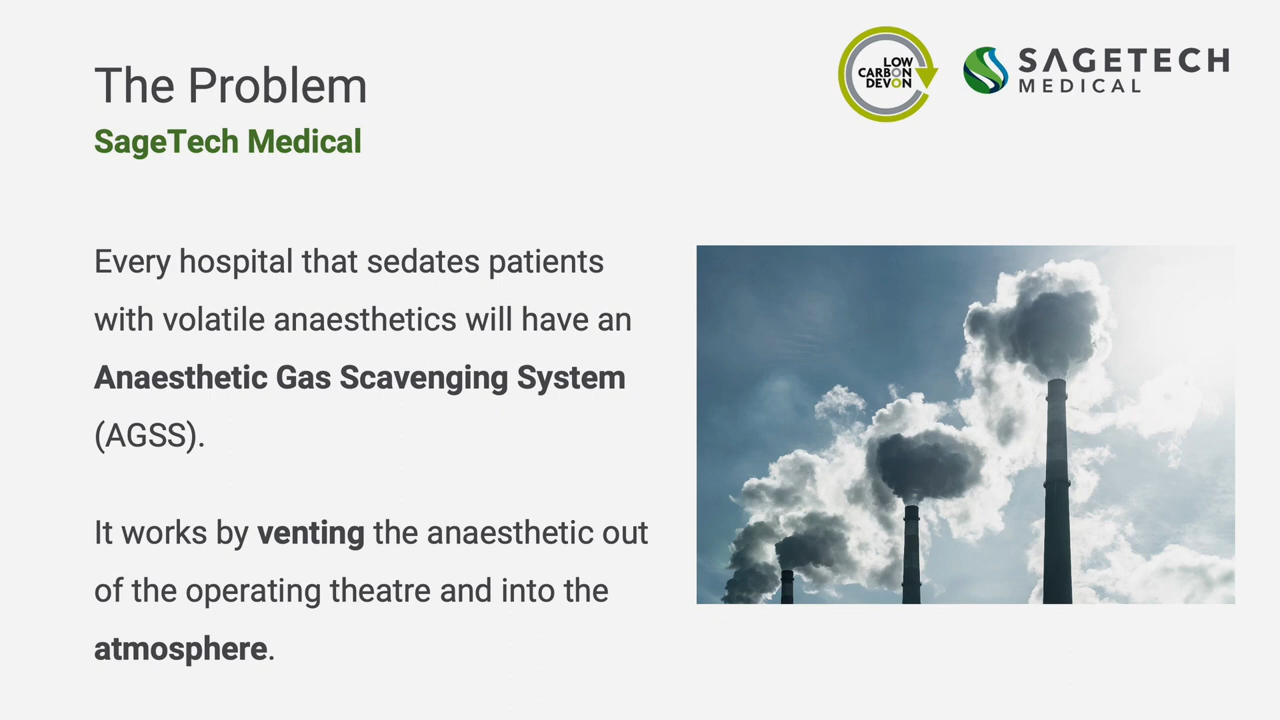 The Problem
SageTech Medical
LOW
CARBON
DEVON
SAGETECH
MEDICAL
Every hospital that sedates patients
with volatile anaesthetics will have an
Anaesthetic Gas Scavenging System
(AGSS).
It works by venting the anaesthetic out
of the operating theatre and into the
atmosphere.